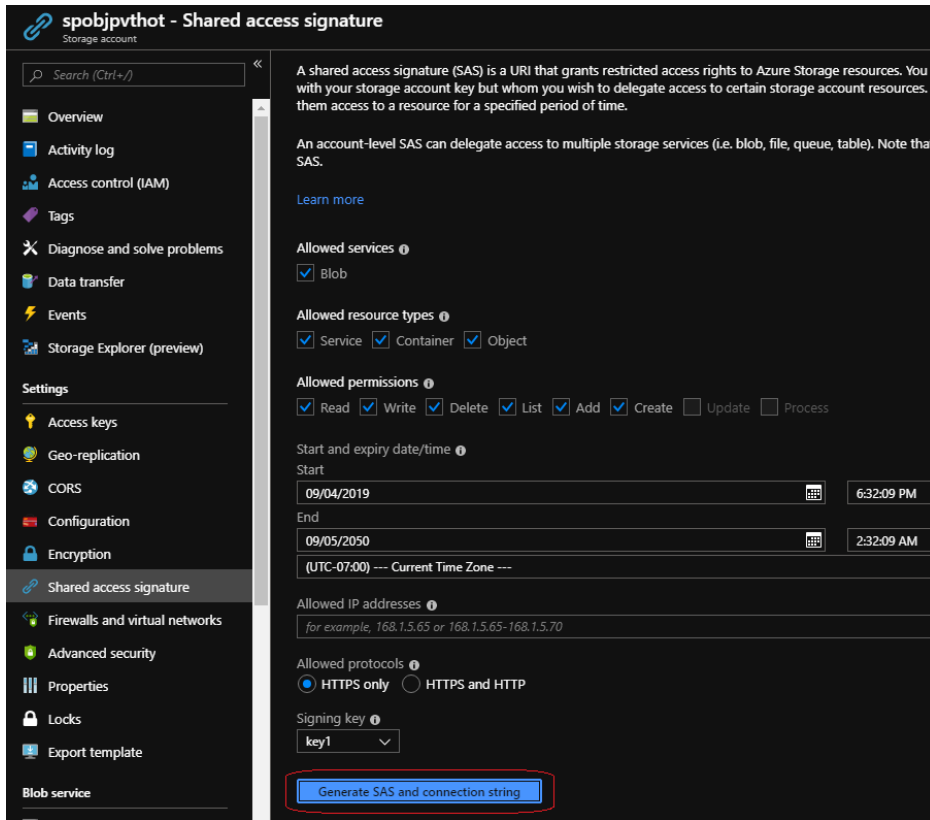 spobjpvthot - Shared access signature
Storage account
Search (Ctrl+/)
«
Overview
Activity log
Access control (IAM)
Tags
Diagnose and solve problems
Data transfer
Events
Storage Explorer (preview)
Settings
Access keys
Geo-replication
CORS
Configuration
Encryption
Shared access signature
Firewalls and virtual networks
Advanced security
Properties
Locks
Export template
Blob service
A shared access signature (SAS) is a URI that grants restricted access rights to Azure Storage resources. You
with your storage account key but whom you wish to delegate access to certain storage account resources.
them access to a resource for a specified period of time.
An account-level SAS can delegate access to multiple storage services (i.e. blob, file, queue, table). Note tha
SAS.
Learn more
Allowed services
Blob
Allowed resource types
Service Container Object
Allowed permissions
Read Write Delete List Add Create Update Process
Start and expiry date/time
Start
09/04/2019 6:32:09 PM
End
09/05/2050 2:32:09 AM
(UTC-07:00) --- Current Time Zone ---
Allowed IP addresses
for example, 168.1.5.65 or 168.1.5.65-168.1.5.70
Allowed protocols
HTTPS only HTTPS and HTTP
Signing key
key1
Generate SAS and connection string